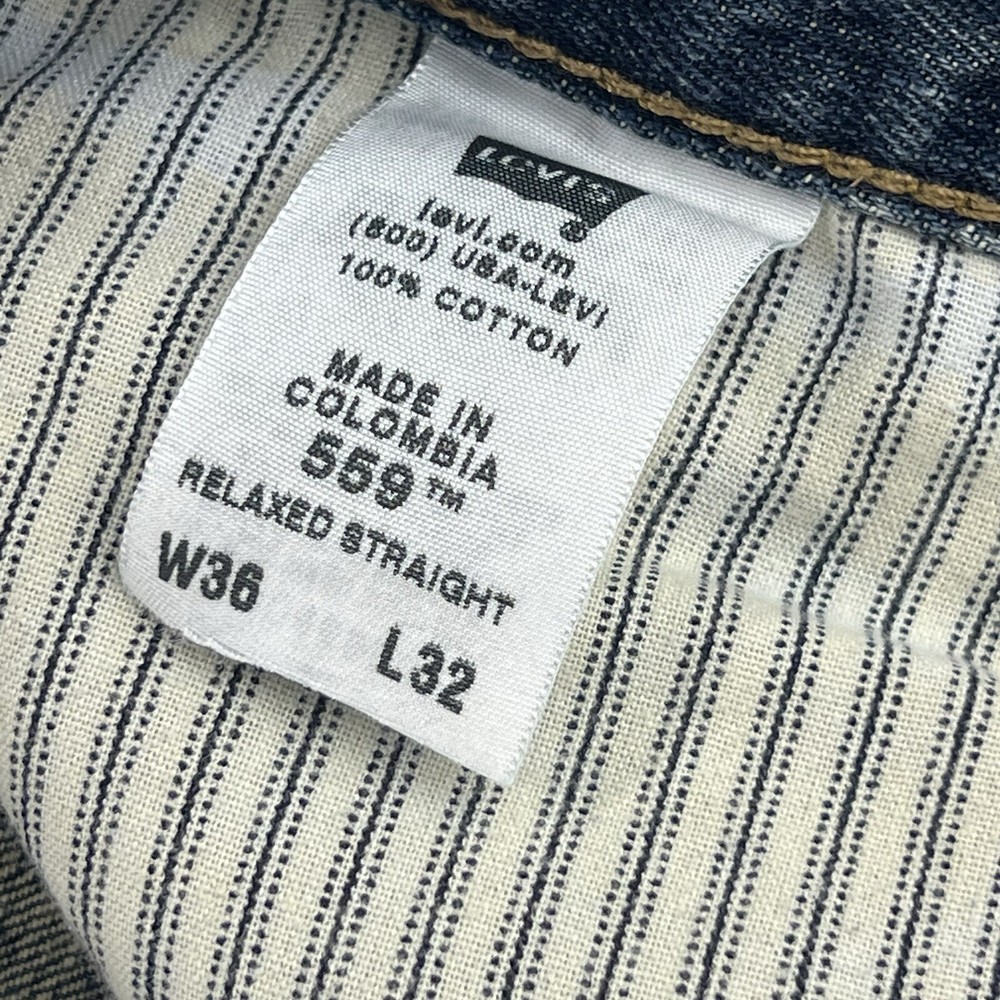 LEVI'S
®
levi.com
(800) USA-LEVI
100% COTTON
MADE IN
COLOMBIA
559™
RELAXED STRAIGHT
W36
L32